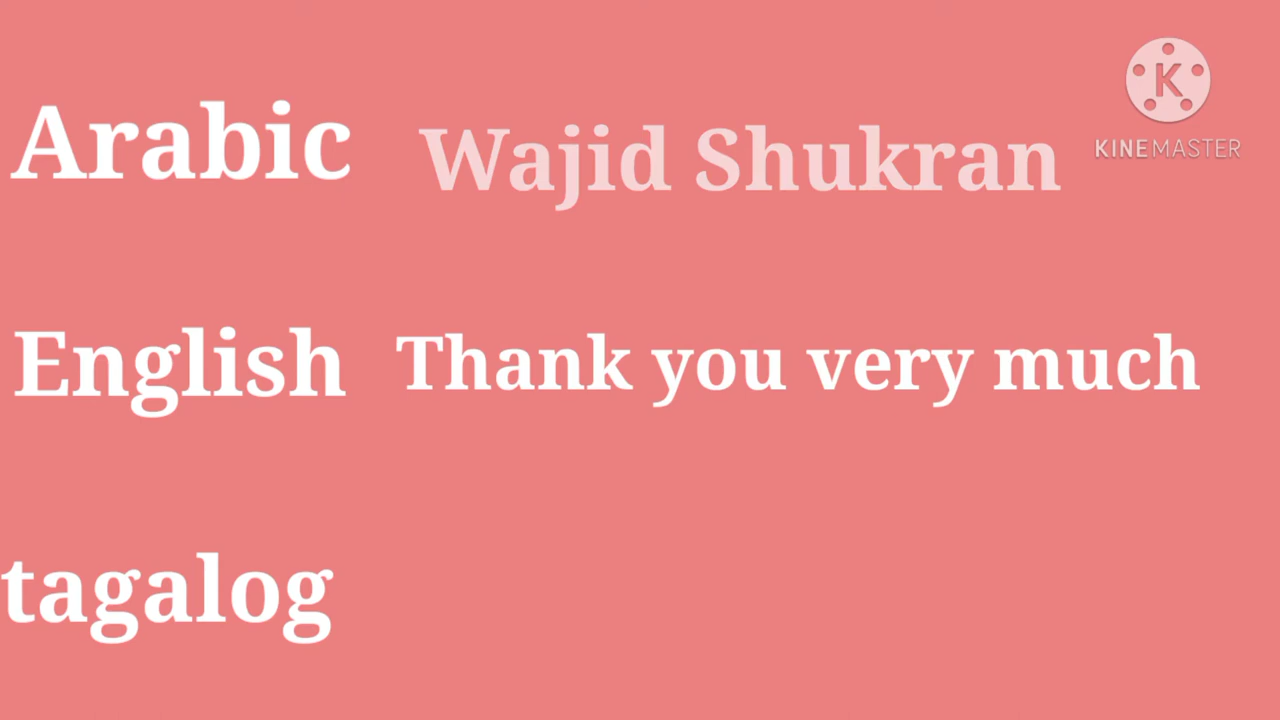 Arabic Wajid Shukran
K
KINEMASTER
English Thank you very much
tagalog